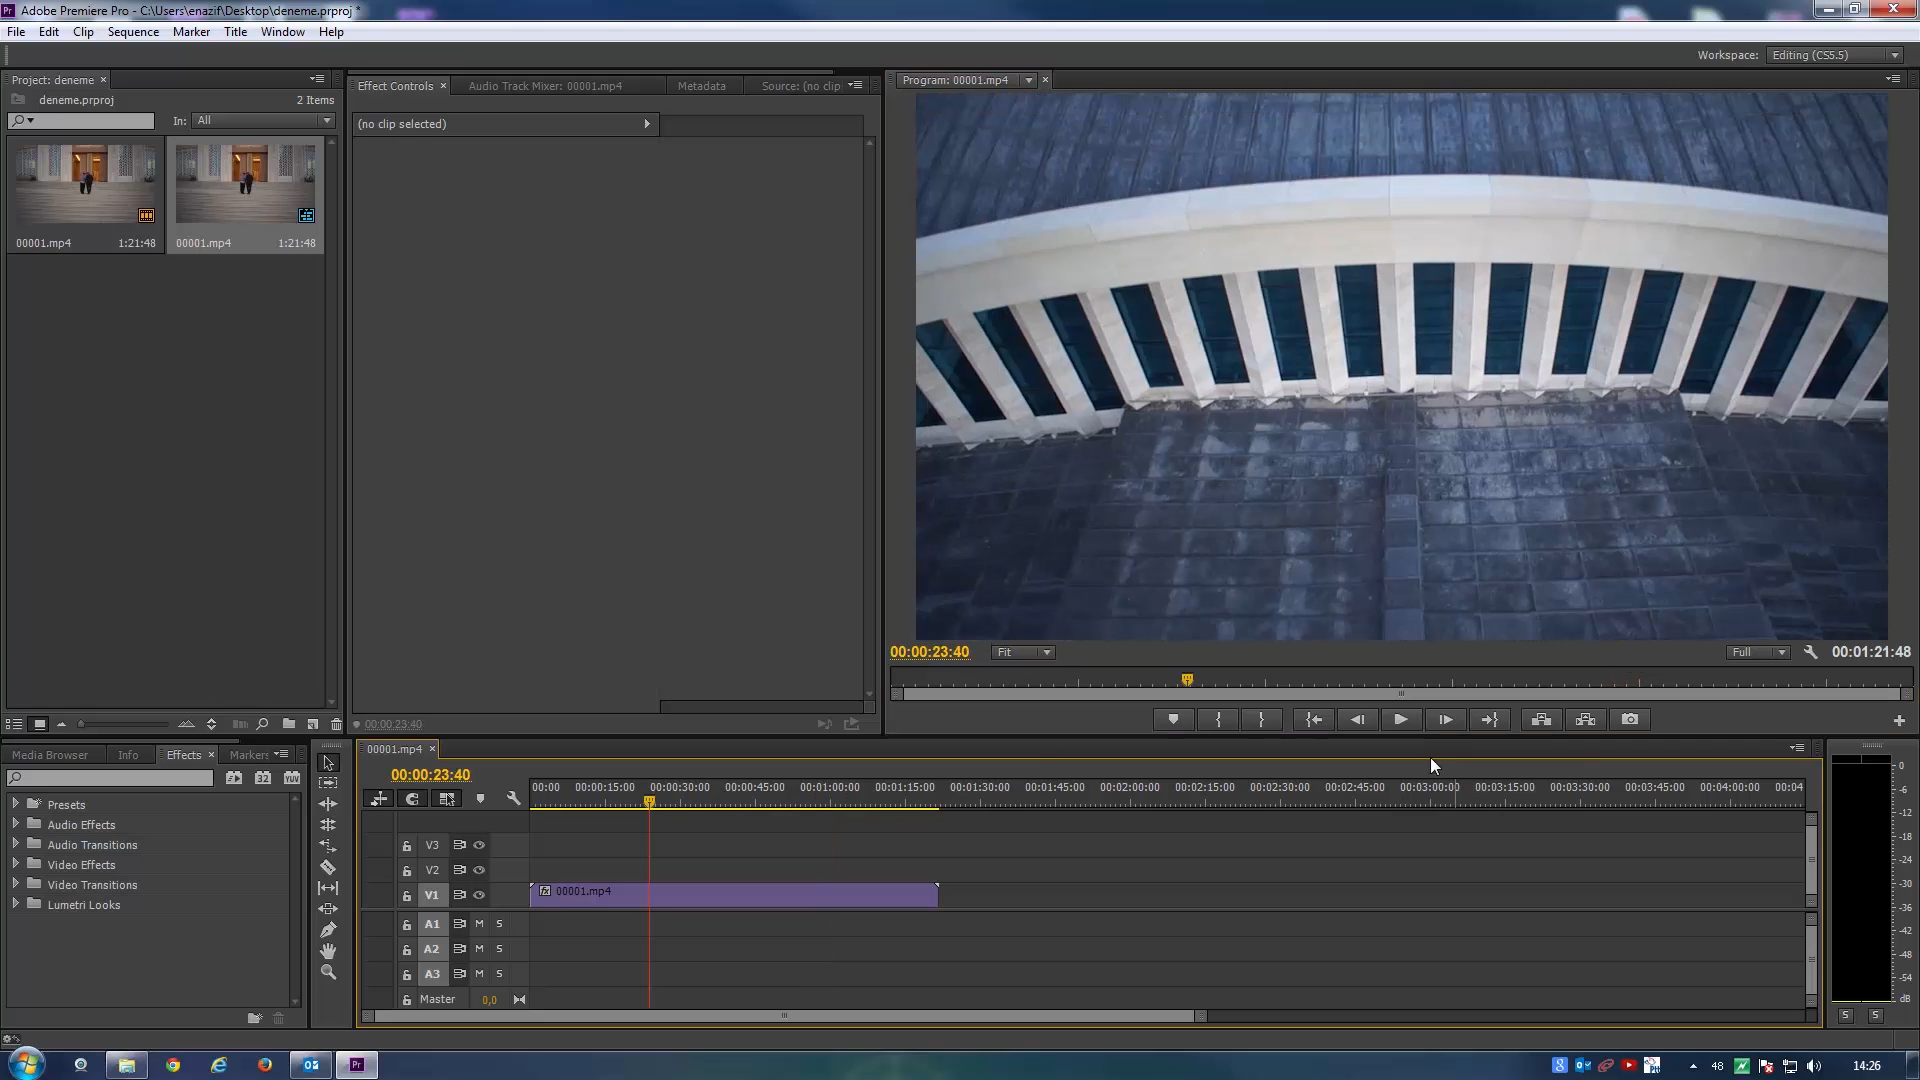 Adobe Premiere Pro - C:\Users\enazif\Desktop\deneme.prproj *
File Edit Clip Sequence Marker Title Window Help
Workspace: Editing (CS5.5)
Project: deneme
deneme.prproj 2 Items
In: All
00001.mp4 1:21:48 00001.mp4 1:21:48
Effect Controls Audio Track Mixer: 00001.mp4 Metadata Source: (no clip
(no clip selected)
00:00:23:40
Program: 00001.mp4
00:00:23:40 Fit Full 00:01:21:48
Media Browser Info Effects Markers
32
Presets
Audio Effects
Audio Transitions
Video Effects
Video Transitions
Lumetri Looks
00001.mp4
00:00:23:40
00:00 00:00:15:00 00:00:30:00 00:00:45:00 00:01:00:00 00:01:15:00 00:01:30:00 00:01:45:00 00:02:00:00 00:02:15:00 00:02:30:00 00:02:45:00 00:03:00:00 00:03:15:00 00:03:30:00 00:03:45:00 00:04:00:00 00:04
V3
V2
V1 fx 00001.mp4
A1 M S
A2 M S
A3 M S
Master 0,0
0
-6
-12
-18
-24
-30
-36
-42
-48
-54
dB
S S
Pr
48
14:26